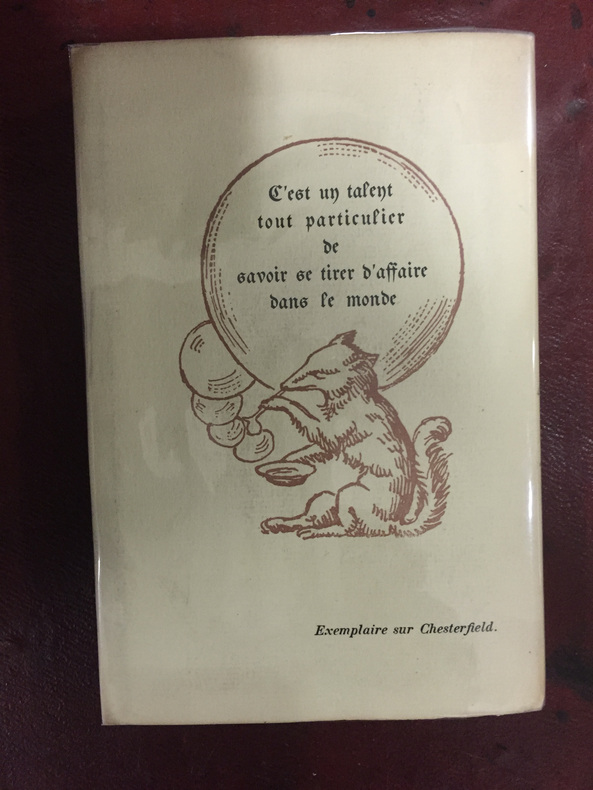 C'est un talent
tout particulier
de
savoir se tirer d'affaire
dans le monde
Exemplaire sur Chesterfield.